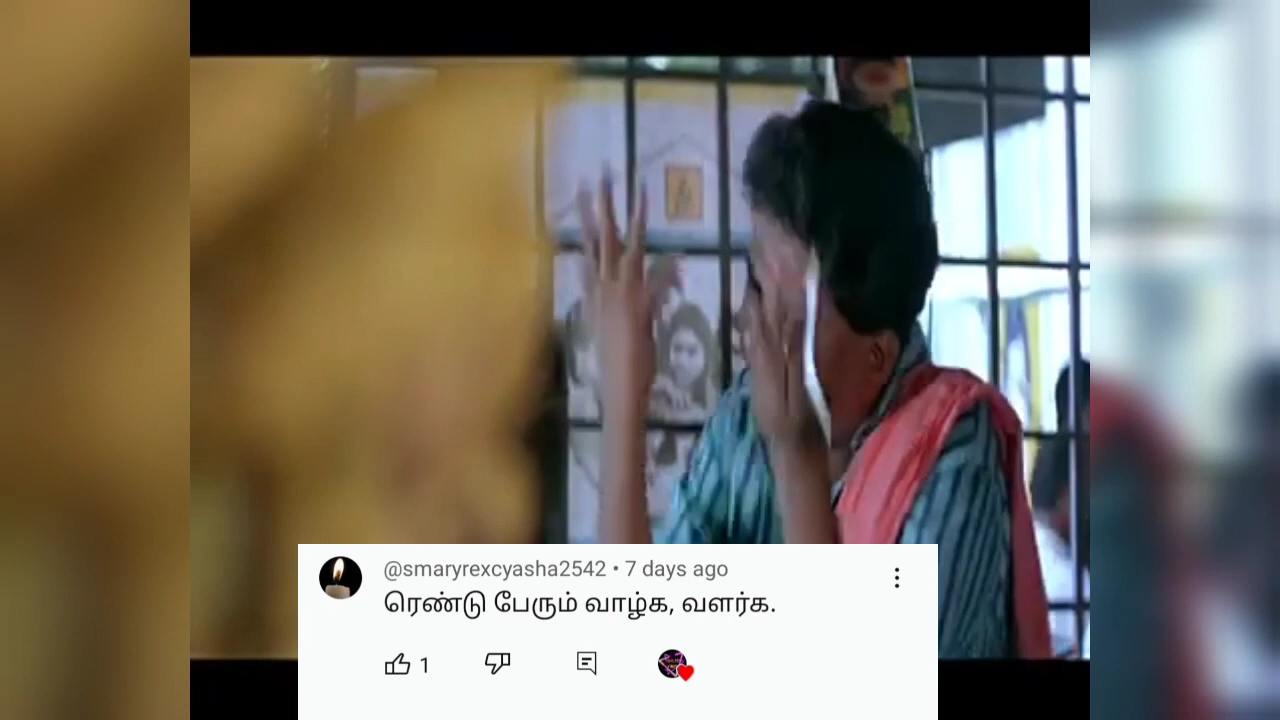 @smaryrexcyasha2542 • 7 days ago
ரெண்டு பேரும் வாழ்க, வளர்க.
1